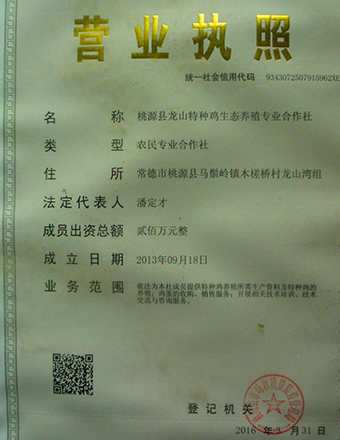 营业执照
统一社会信用代码 93430725079159​62XE
名称 桃源县龙山特种鸡生态养殖专业合作社
类型 农民专业合作社
住所 常德市桃源县马鬃岭镇木槎桥村龙山湾组
法定代表人 潘定才
成员出资总额 贰佰万元整
成立日期 2013年09月18日
业务范围 依法为本社成员提供特种鸡养殖所需生产资料及特种鸡的
养殖；鸡蛋的收购、销售服务；开展相关技术培训、技术
交流与咨询服务。
登记机关
2016年3月31日